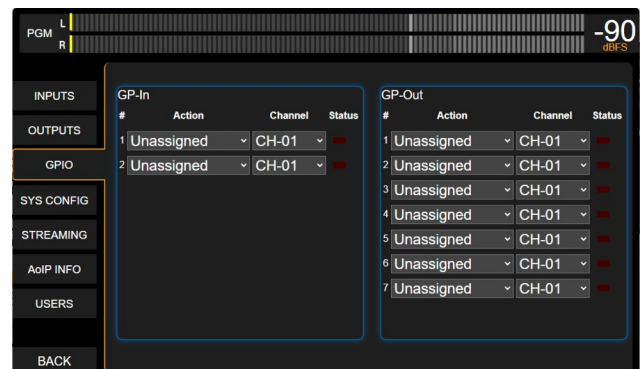 PGM
L
R
-90
dBFS
INPUTS
OUTPUTS
GPIO
SYS CONFIG
STREAMING
AoIP INFO
USERS
BACK
GP-In
# Action Channel Status
1 Unassigned CH-01
2 Unassigned CH-01
GP-Out
# Action Channel Status
1 Unassigned CH-01
2 Unassigned CH-01
3 Unassigned CH-01
4 Unassigned CH-01
5 Unassigned CH-01
6 Unassigned CH-01
7 Unassigned CH-01